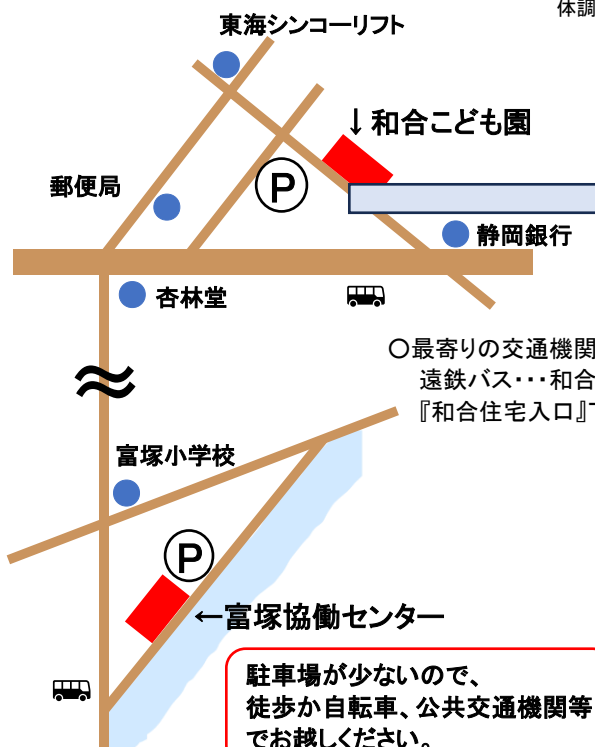 体調
東海シンコーリフト
↓和合こども園
郵便局
P
静岡銀行
杏林堂
〇最寄りの交通機関
遠鉄バス・・・和合
『和合住宅入口』
富塚小学校
P
←富塚協働センター
駐車場が少ないので、
徒歩か自転車、公共交通機関等
でお越しください。